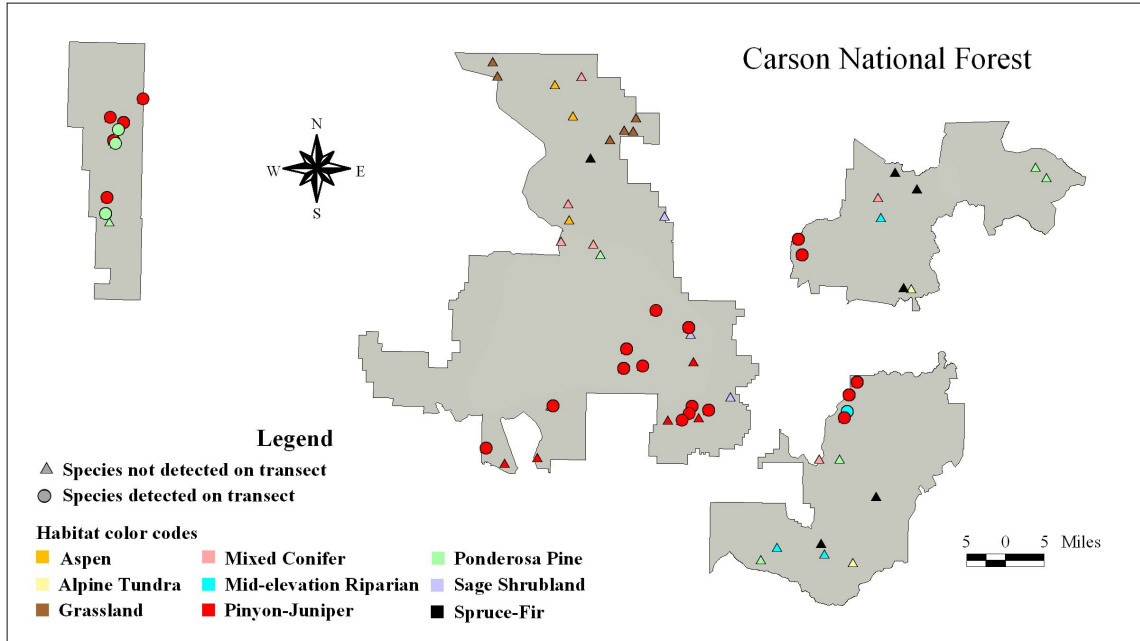 Carson National Forest
N
W E
S
Legend
Species not detected on transect
Species detected on transect
Habitat color codes
Aspen Mixed Conifer Ponderosa Pine
Alpine Tundra Mid-elevation Riparian Sage Shrubland
Grassland Pinyon-Juniper Spruce-Fir
5 0 5 Miles